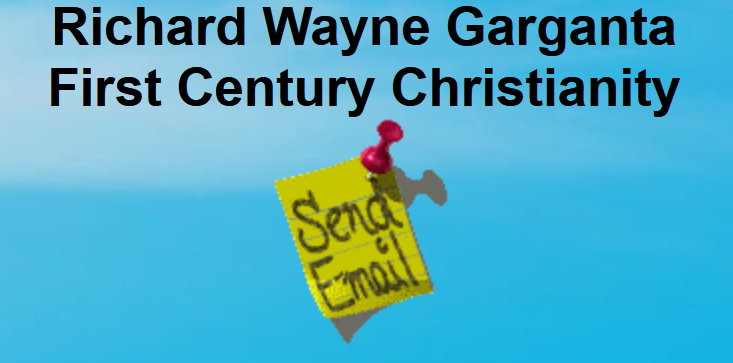 Richard Wayne Garganta
First Century Christianity
Send
Email